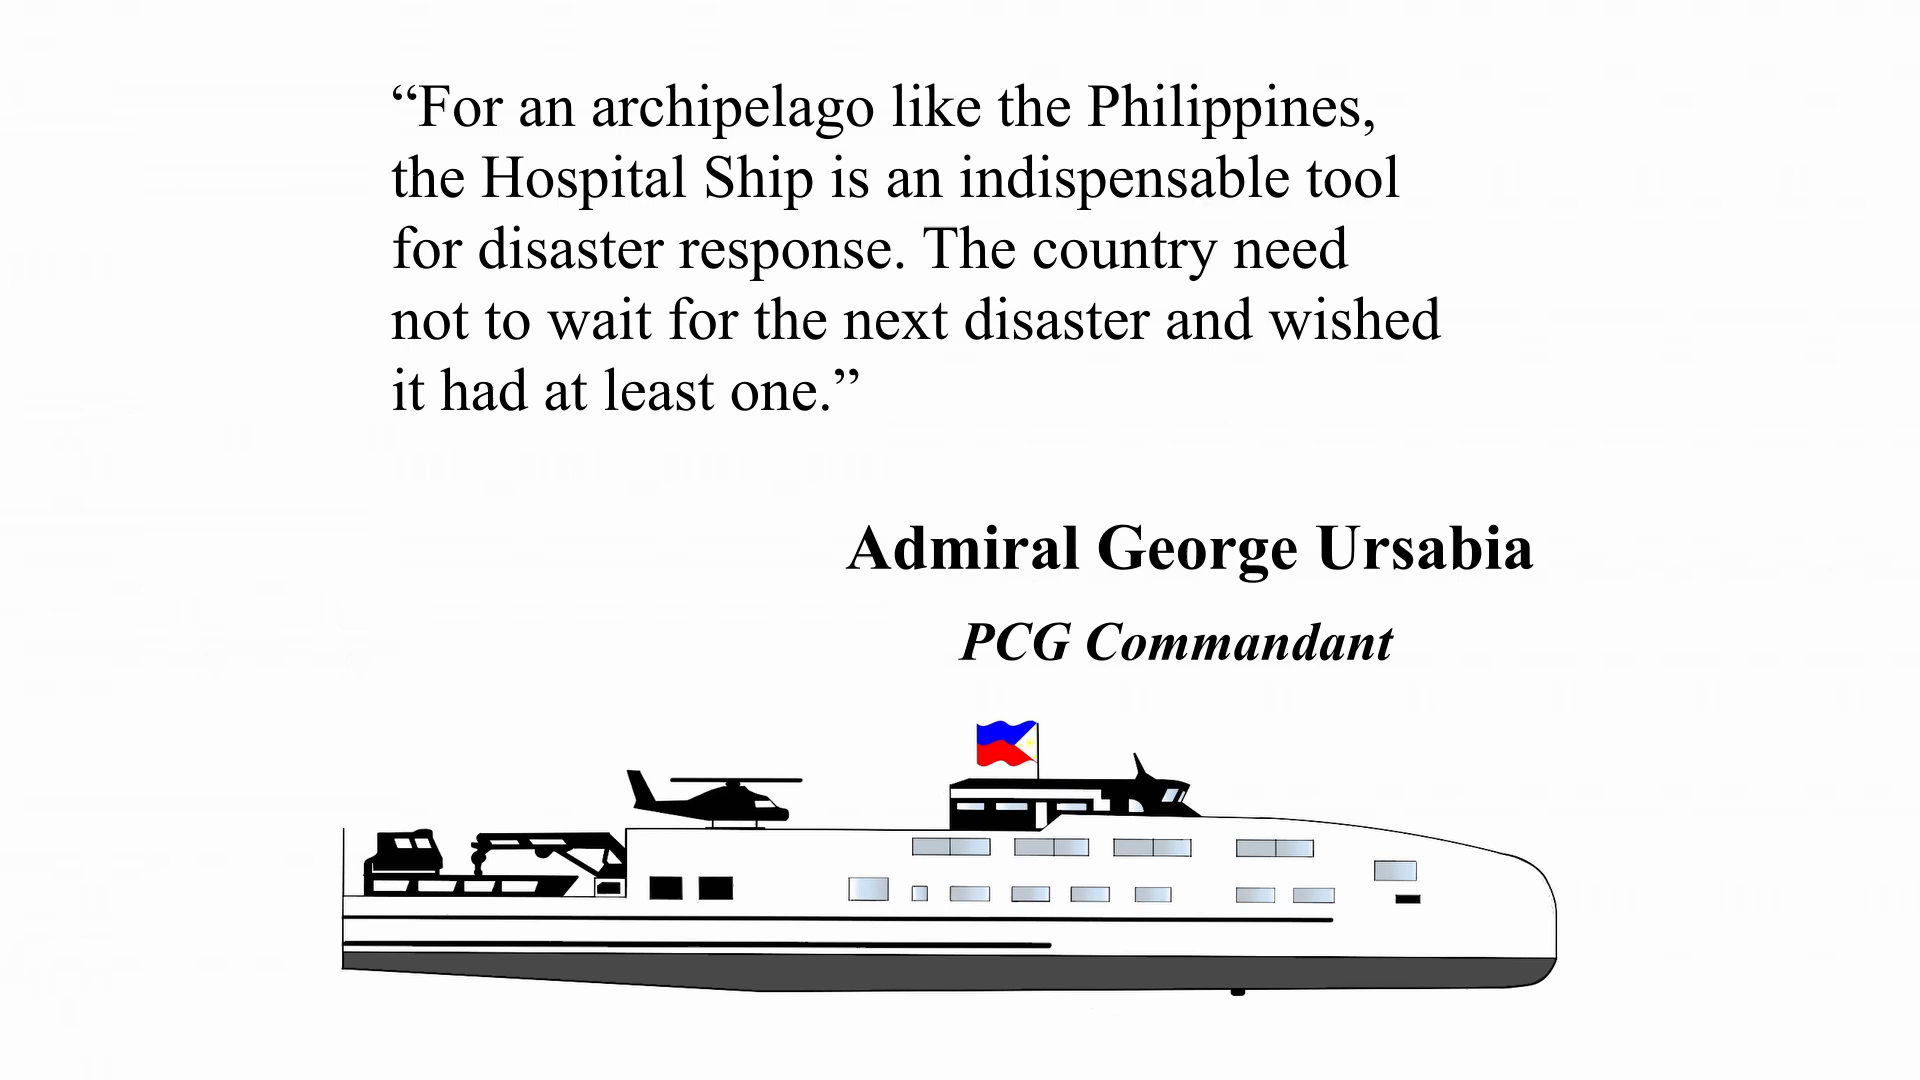 “For an archipelago like the Philippines,
the Hospital Ship is an indispensable tool
for disaster response. The country need
not to wait for the next disaster and wished
it had at least one.”
Admiral George Ursabia
PCG Commandant